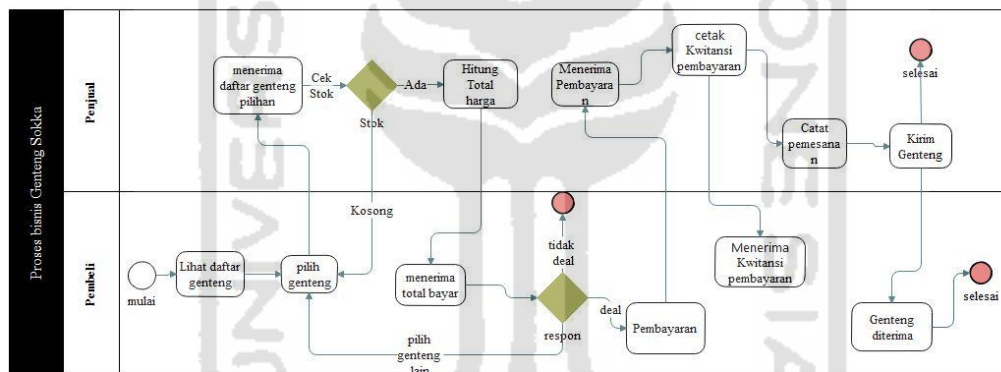 Proses bisnis Genteng Sokka
Penjual
menerima
daftar genteng
pilihan
Cek
Stok
Stok
Ada
Hitung
Total
harga
Menerima
Pembayara
n
cetak
Kwitansi
pembayaran
Catat
pemesana
n
Kirim
Genteng
selesai
Kosong
Pembeli
mulai
Lihat daftar
genteng
pilih
genteng
menerima
total bayar
tidak
deal
respon
deal
Pembayaran
Menerima
Kwitansi
pembayaran
Genteng
diterima
selesai
pilih
genteng
lain